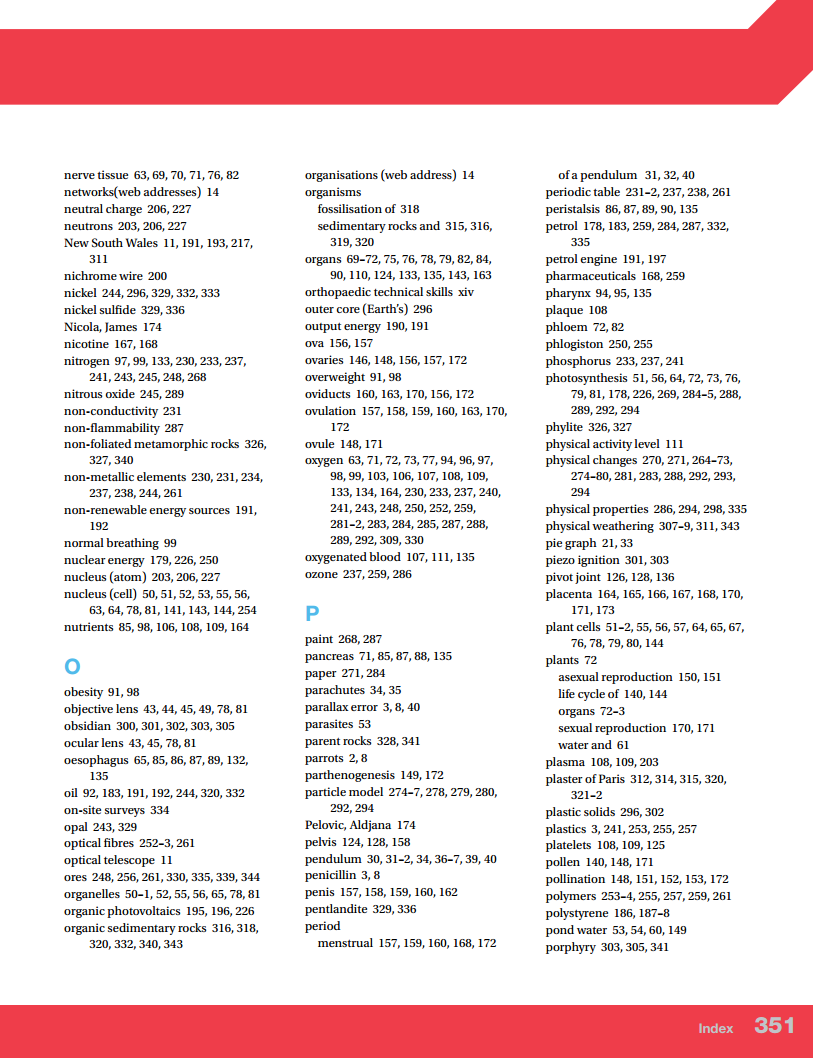 nerve tissue 63, 69, 70, 71, 76, 82
networks(web addresses) 14
neutral charge 206, 227
neutrons 203, 206, 227
New South Wales 11, 191, 193, 217,
311
nichrome wire 200
nickel 244, 296, 329, 332, 333
nickel sulfide 329, 336
Nicola, James 174
nicotine 167, 168
nitrogen 97, 99, 133, 230, 233, 237,
241, 243, 245, 248, 268
nitrous oxide 245, 289
non-conductivity 231
non-flammability 287
non-foliated metamorphic rocks 326,
327, 340
non-metallic elements 230, 231, 234,
237, 238, 244, 261
non-renewable energy sources 191,
192
normal breathing 99
nuclear energy 179, 226, 250
nucleus (atom) 203, 206, 227
nucleus (cell) 50, 51, 52, 53, 55, 56,
63, 64, 78, 81, 141, 143, 144, 254
nutrients 85, 98, 106, 108, 109, 164
O
obesity 91, 98
objective lens 43, 44, 45, 49, 78, 81
obsidian 300, 301, 302, 303, 305
ocular lens 43, 45, 78, 81
oesophagus 65, 85, 86, 87, 89, 132,
135
oil 92, 183, 191, 192, 244, 320, 332
on-site surveys 334
opal 243, 329
optical fibres 252–3, 261
optical telescope 11
ores 248, 256, 261, 330, 335, 339, 344
organelles 50–1, 52, 55, 56, 65, 78, 81
organic photovoltaics 195, 196, 226
organic sedimentary rocks 316, 318,
320, 332, 340, 343
organisations (web address) 14
organisms
fossilisation of 318
sedimentary rocks and 315, 316,
319, 320
organs 69–72, 75, 76, 78, 79, 82, 84,
90, 110, 124, 133, 135, 143, 163
orthopaedic technical skills xiv
outer core (Earth's) 296
output energy 190, 191
ova 156, 157
ovaries 146, 148, 156, 157, 172
overweight 91, 98
oviducts 160, 163, 170, 156, 172
ovulation 157, 158, 159, 160, 163, 170,
172
ovule 148, 171
oxygen 63, 71, 72, 73, 77, 94, 96, 97,
98, 99, 103, 106, 107, 108, 109,
133, 134, 164, 230, 233, 237, 240,
241, 243, 248, 250, 252, 259,
281–2, 283, 284, 285, 287, 288,
289, 292, 309, 330
oxygenated blood 107, 111, 135
ozone 237, 259, 286
P
paint 268, 287
pancreas 71, 85, 87, 88, 135
paper 271, 284
parachutes 34, 35
parallax error 3, 8, 40
parasites 53
parent rocks 328, 341
parrots 2, 8
parthenogenesis 149, 172
particle model 274–7, 278, 279, 280,
292, 294
Pelovic, Aldjana 174
pelvis 124, 128, 158
pendulum 30, 31–2, 34, 36–7, 39, 40
penicillin 3, 8
penis 157, 158, 159, 160, 162
pentlandite 329, 336
period
menstrual 157, 159, 160, 168, 172
of a pendulum 31, 32, 40
periodic table 231–2, 237, 238, 261
peristalsis 86, 87, 89, 90, 135
petrol 178, 183, 259, 284, 287, 332,
335
petrol engine 191, 197
pharmaceuticals 168, 259
pharynx 94, 95, 135
plaque 108
phloem 72, 82
phlogiston 250, 255
phosphorus 233, 237, 241
photosynthesis 51, 56, 64, 72, 73, 76,
79, 81, 178, 226, 269, 284–5, 288,
289, 292, 294
phylite 326, 327
physical activity level 111
physical changes 270, 271, 264–73,
274–80, 281, 283, 288, 292, 293,
294
physical properties 286, 294, 298, 335
physical weathering 307–9, 311, 343
pie graph 21, 33
piezo ignition 301, 303
pivot joint 126, 128, 136
placenta 164, 165, 166, 167, 168, 170,
171, 173
plant cells 51–2, 55, 56, 57, 64, 65, 67,
76, 78, 79, 80, 144
plants 72
asexual reproduction 150, 151
life cycle of 140, 144
organs 72–3
sexual reproduction 170, 171
water and 61
plasma 108, 109, 203
plaster of Paris 312, 314, 315, 320,
321–2
plastic solids 296, 302
plastics 3, 241, 253, 255, 257
platelets 108, 109, 125
pollen 140, 148, 171
pollination 148, 151, 152, 153, 172
polymers 253–4, 255, 257, 259, 261
polystyrene 186, 187–8
pond water 53, 54, 60, 149
porphyry 303, 305, 341
Index 351